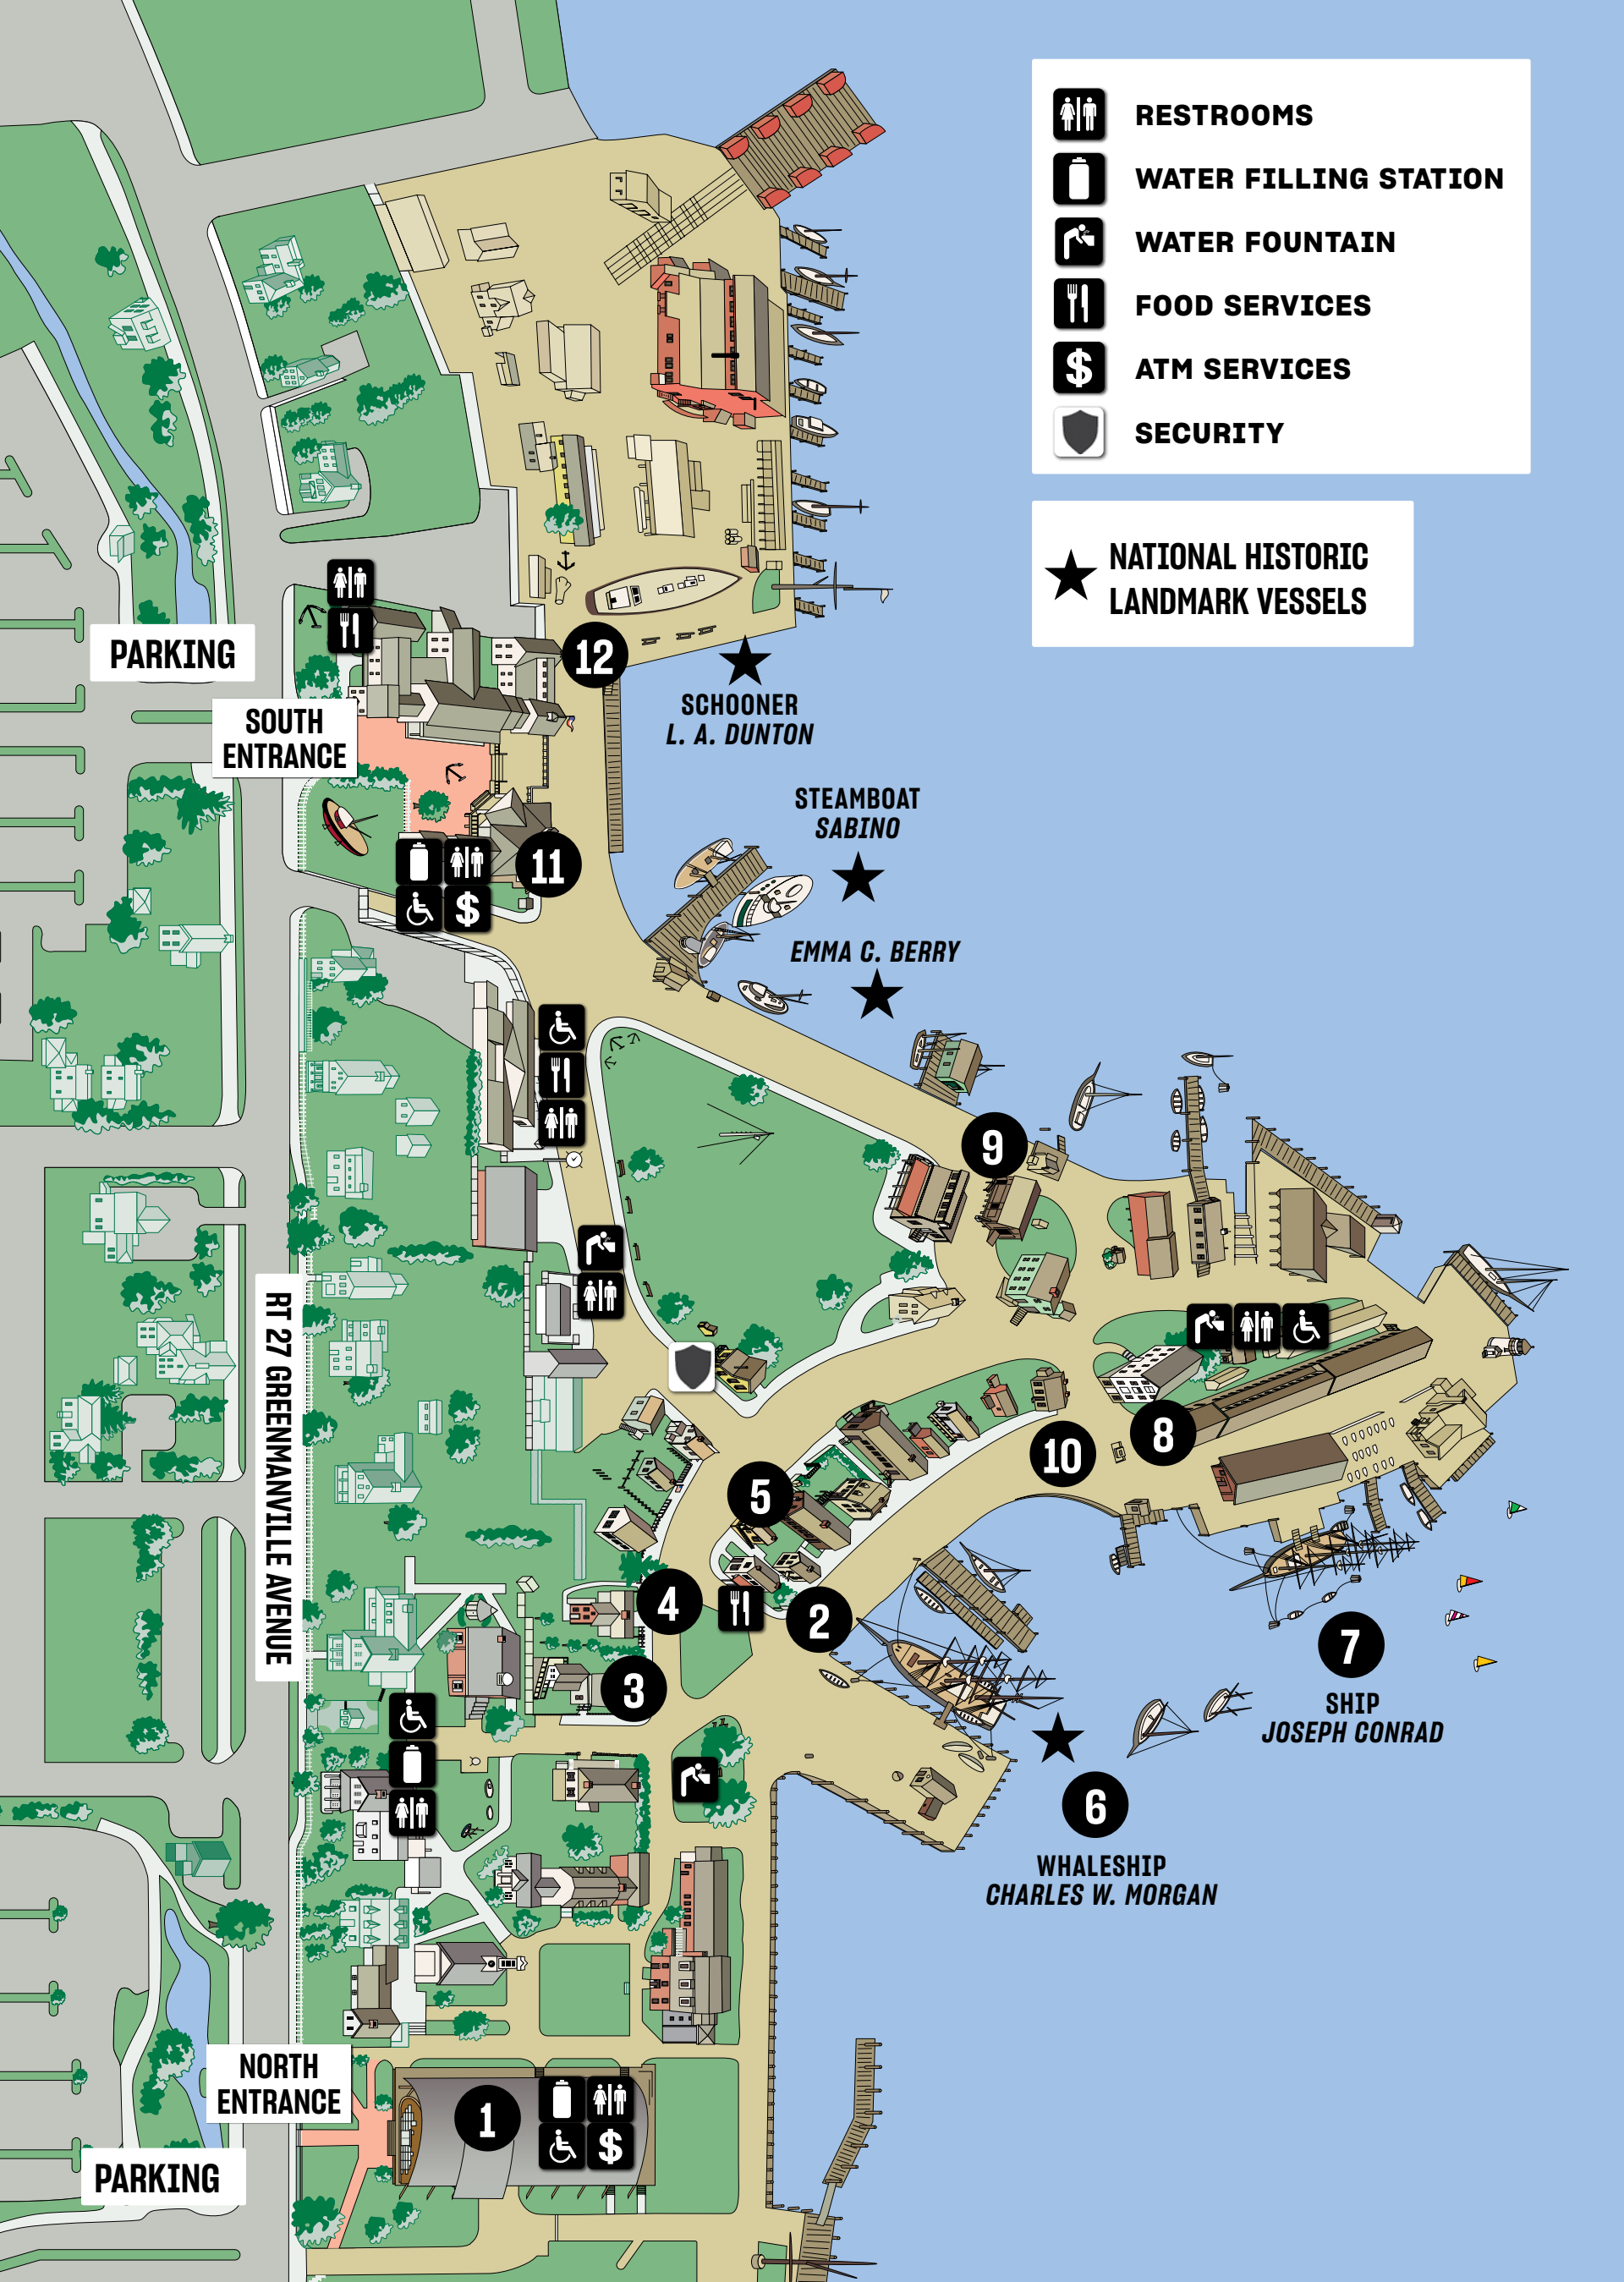 RESTROOMS
WATER FILLING STATION
WATER FOUNTAIN
FOOD SERVICES
$ ATM SERVICES
SECURITY
NATIONAL HISTORIC
LANDMARK VESSELS
PARKING
12
SCHOONER
L. A. DUNTON
SOUTH
ENTRANCE
STEAMBOAT
SABINO
11
$
EMMA C. BERRY
9
RT 27 GREENMANVILLE AVENUE
8
10
5
4
2
3
7
SHIP
JOSEPH CONRAD
6
WHALESHIP
CHARLES W. MORGAN
NORTH
ENTRANCE
1
$
PARKING